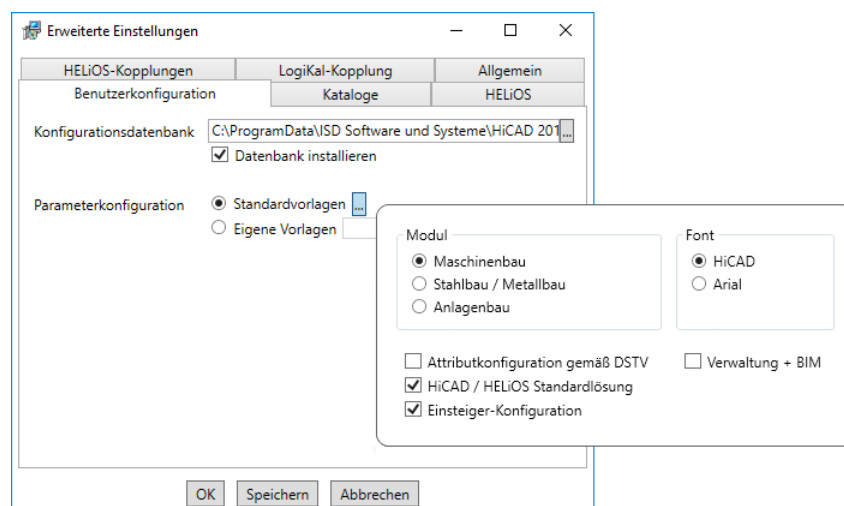 Erweiterte Einstellungen
HELiOS-Kopplungen LogiKal-Kopplung Allgemein
Benutzerkonfiguration Kataloge HELiOS
Konfigurationsdatenbank C:\ProgramData\ISD Software und Systeme\HiCAD 201 ...
Datenbank installieren
Parameterkonfiguration Standardvorlagen ...
Eigene Vorlagen
Modul Font
Maschinenbau HiCAD
Stahlbau / Metallbau Arial
Anlagenbau
Attributkonfiguration gemäß DSTV Verwaltung + BIM
HiCAD / HELiOS Standardlösung
Einsteiger-Konfiguration
OK Speichern Abbrechen